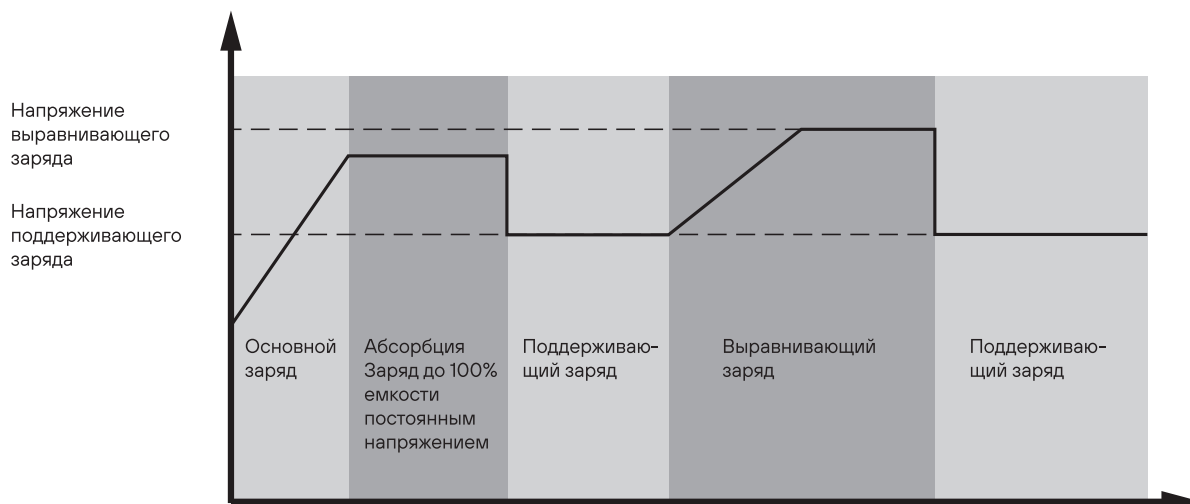 Напряжение
выравнивающего
заряда
Напряжение
поддерживающего
заряда
Основной
заряд
Абсорбция
Заряд до 100%
емкости
постоянным
напряжением
Поддерживаю-
щий заряд
Выравнивающий
заряд
Поддерживаю-
щий заряд